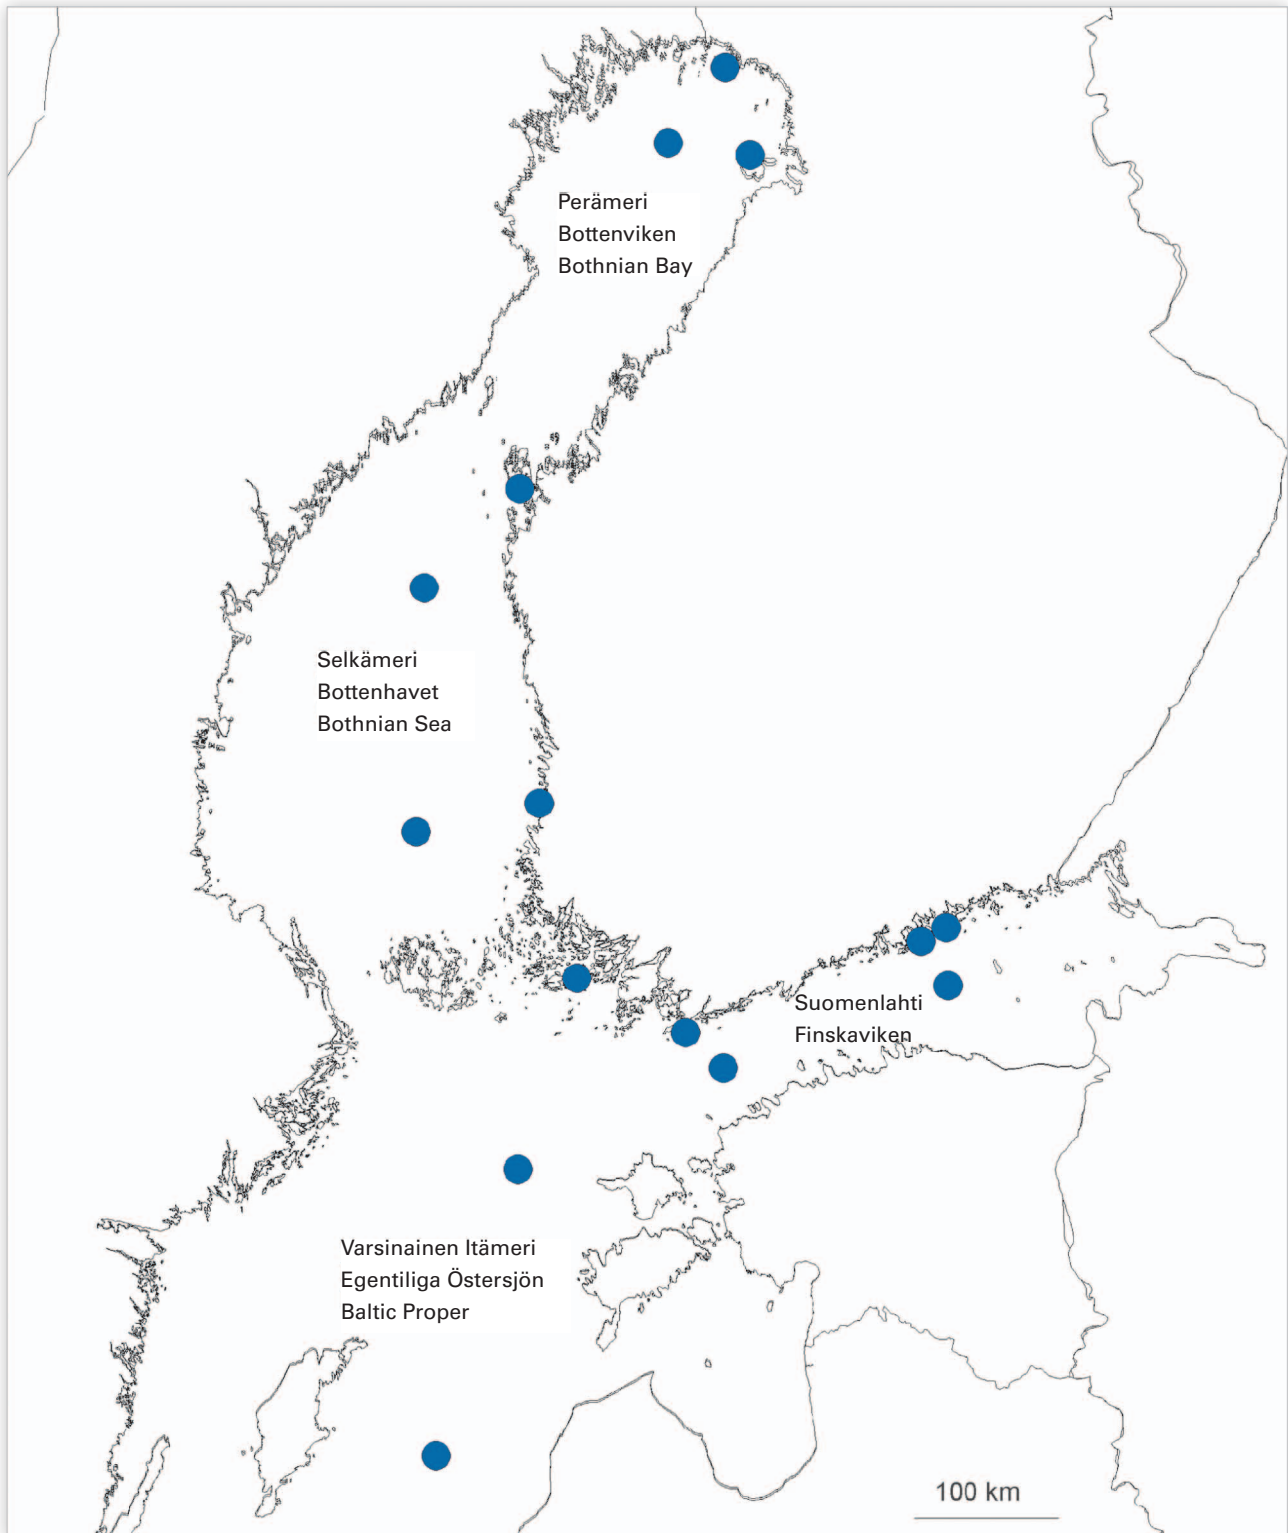 Perämeri
Bottenviken
Bothnian Bay
Selkämeri
Bottenhavet
Bothnian Sea
Suomenlahti
Finskaviken
Varsinainen Itämeri
Egentiliga Östersjön
Baltic Proper
100 km